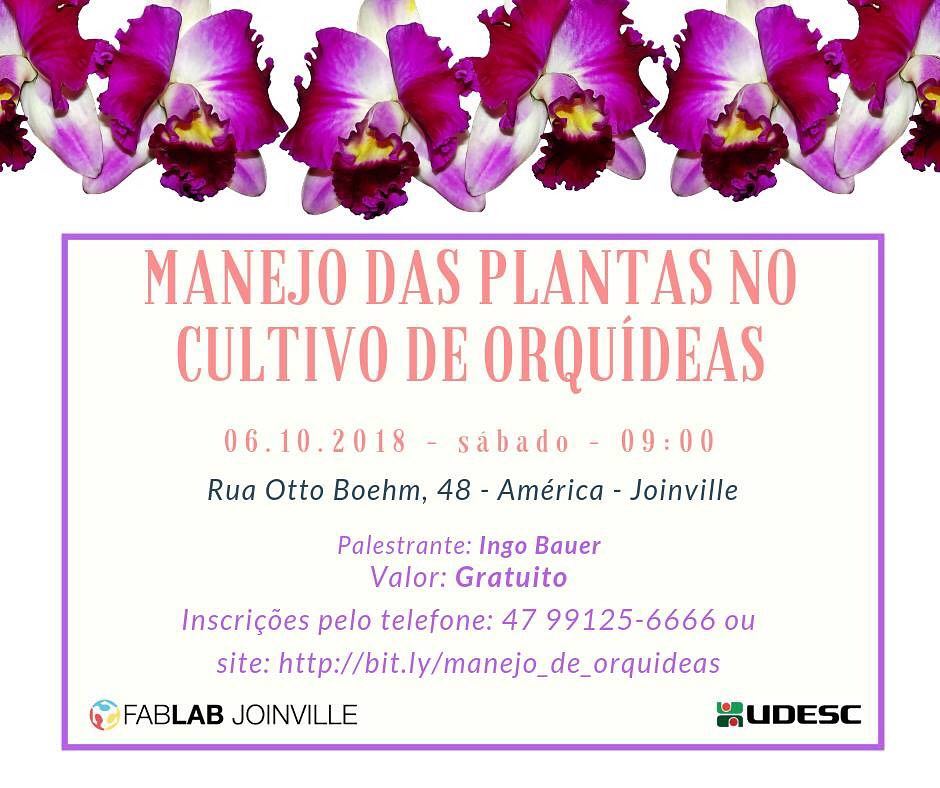 MANEJO DAS PLANTAS NO
CULTIVO DE ORQUÍDEAS
06.10.2018 - sábado - 09:00
Rua Otto Boehm, 48 - América - Joinville
Palestrante: Ingo Bauer
Valor: Gratuito
Inscrições pelo telefone: 47 99125-6666 ou
site: http://bit.ly/manejo_de_orquideas
FABLAB JOINVILLE
UDESC